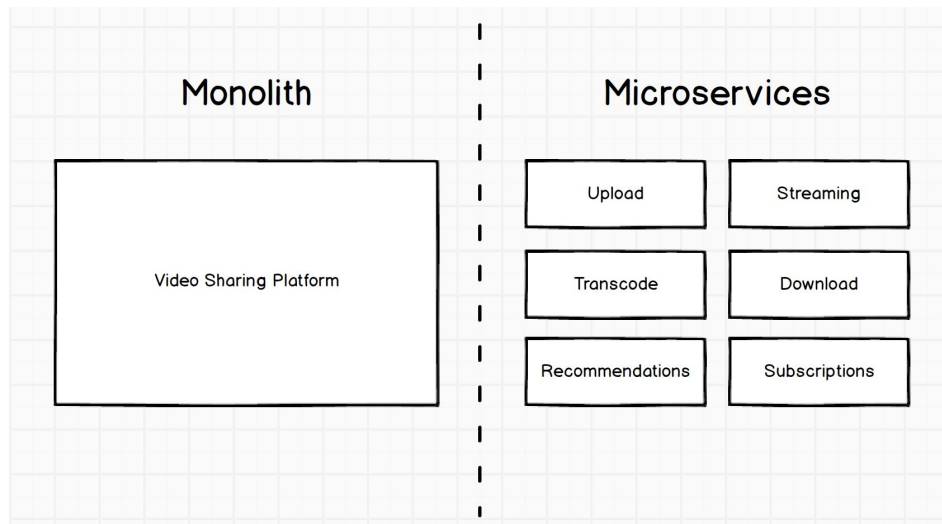 Monolith
Video Sharing Platform
Microservices
Upload
Streaming
Transcode
Download
Recommendations
Subscriptions